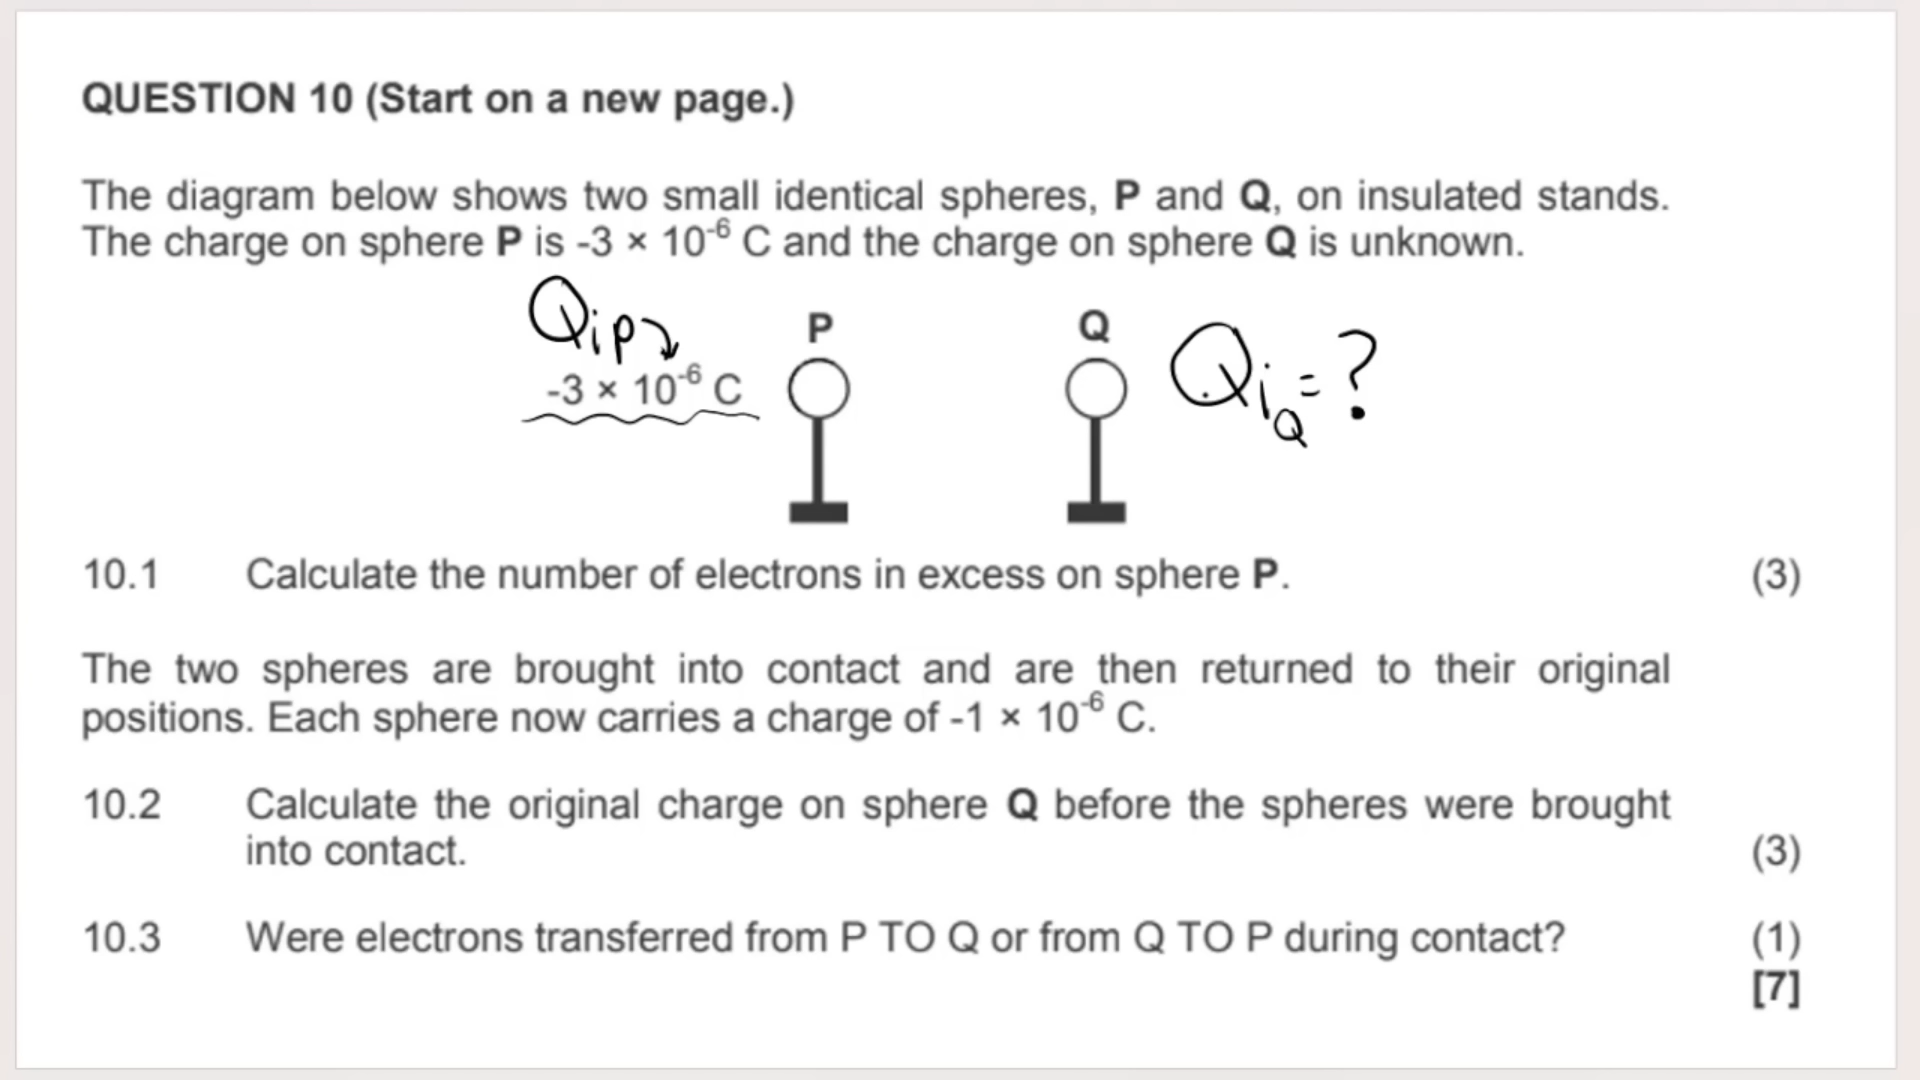 QUESTION 10 (Start on a new page.)
The diagram below shows two small identical spheres, P and Q, on insulated stands.
The charge on sphere P is -3 × 10⁻⁶ C and the charge on sphere Q is unknown.
Qip
P
Q
QiQ = ?
-3 × 10⁻⁶ C
10.1 Calculate the number of electrons in excess on sphere P. (3)
The two spheres are brought into contact and are then returned to their original
positions. Each sphere now carries a charge of -1 × 10⁻⁶ C.
10.2 Calculate the original charge on sphere Q before the spheres were brought
into contact. (3)
10.3 Were electrons transferred from P TO Q or from Q TO P during contact? (1)
[7]